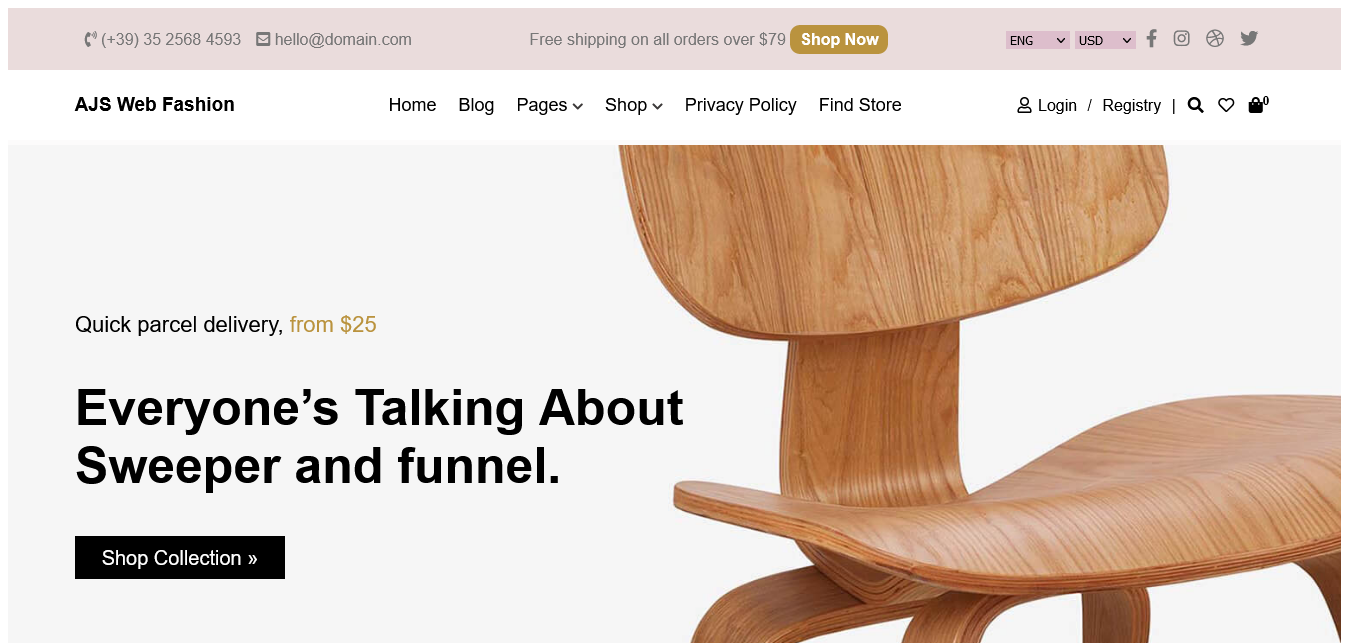 (+39) 35 2568 4593 hello@domain.com Free shipping on all orders over $79 Shop Now ENG USD
AJS Web Fashion Home Blog Pages Shop Privacy Policy Find Store Login / Registry | 0
Quick parcel delivery, from $25
Everyone’s Talking About
Sweeper and funnel.
Shop Collection »